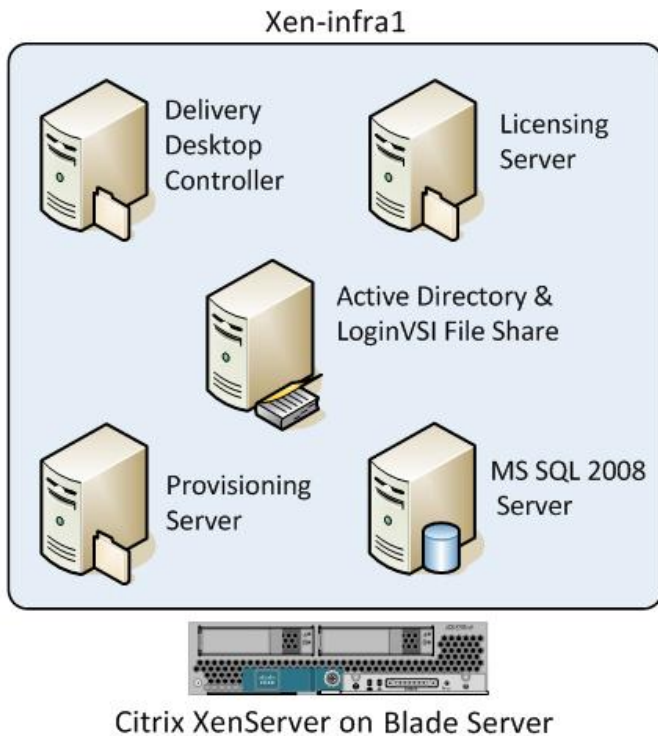 Xen-infra1
Delivery
Desktop
Controller
Licensing
Server
Active Directory &
LoginVSI File Share
Provisioning
Server
MS SQL 2008
Server
Citrix XenServer on Blade Server